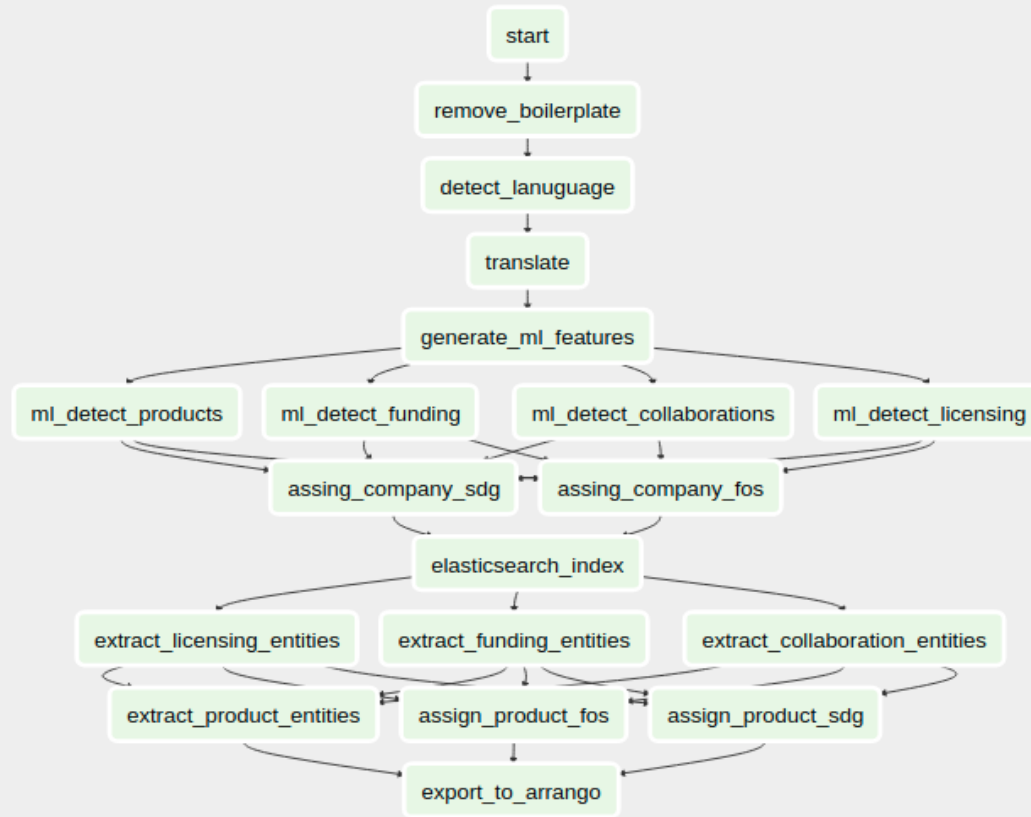 start
remove_boilerplate
detect_lanuguage
translate
generate_ml_features
ml_detect_products
ml_detect_funding
ml_detect_collaborations
ml_detect_licensing
assing_company_sdg
assing_company_fos
elasticsearch_index
extract_licensing_entities
extract_funding_entities
extract_collaboration_entities
extract_product_entities
assign_product_fos
assign_product_sdg
export_to_arrango